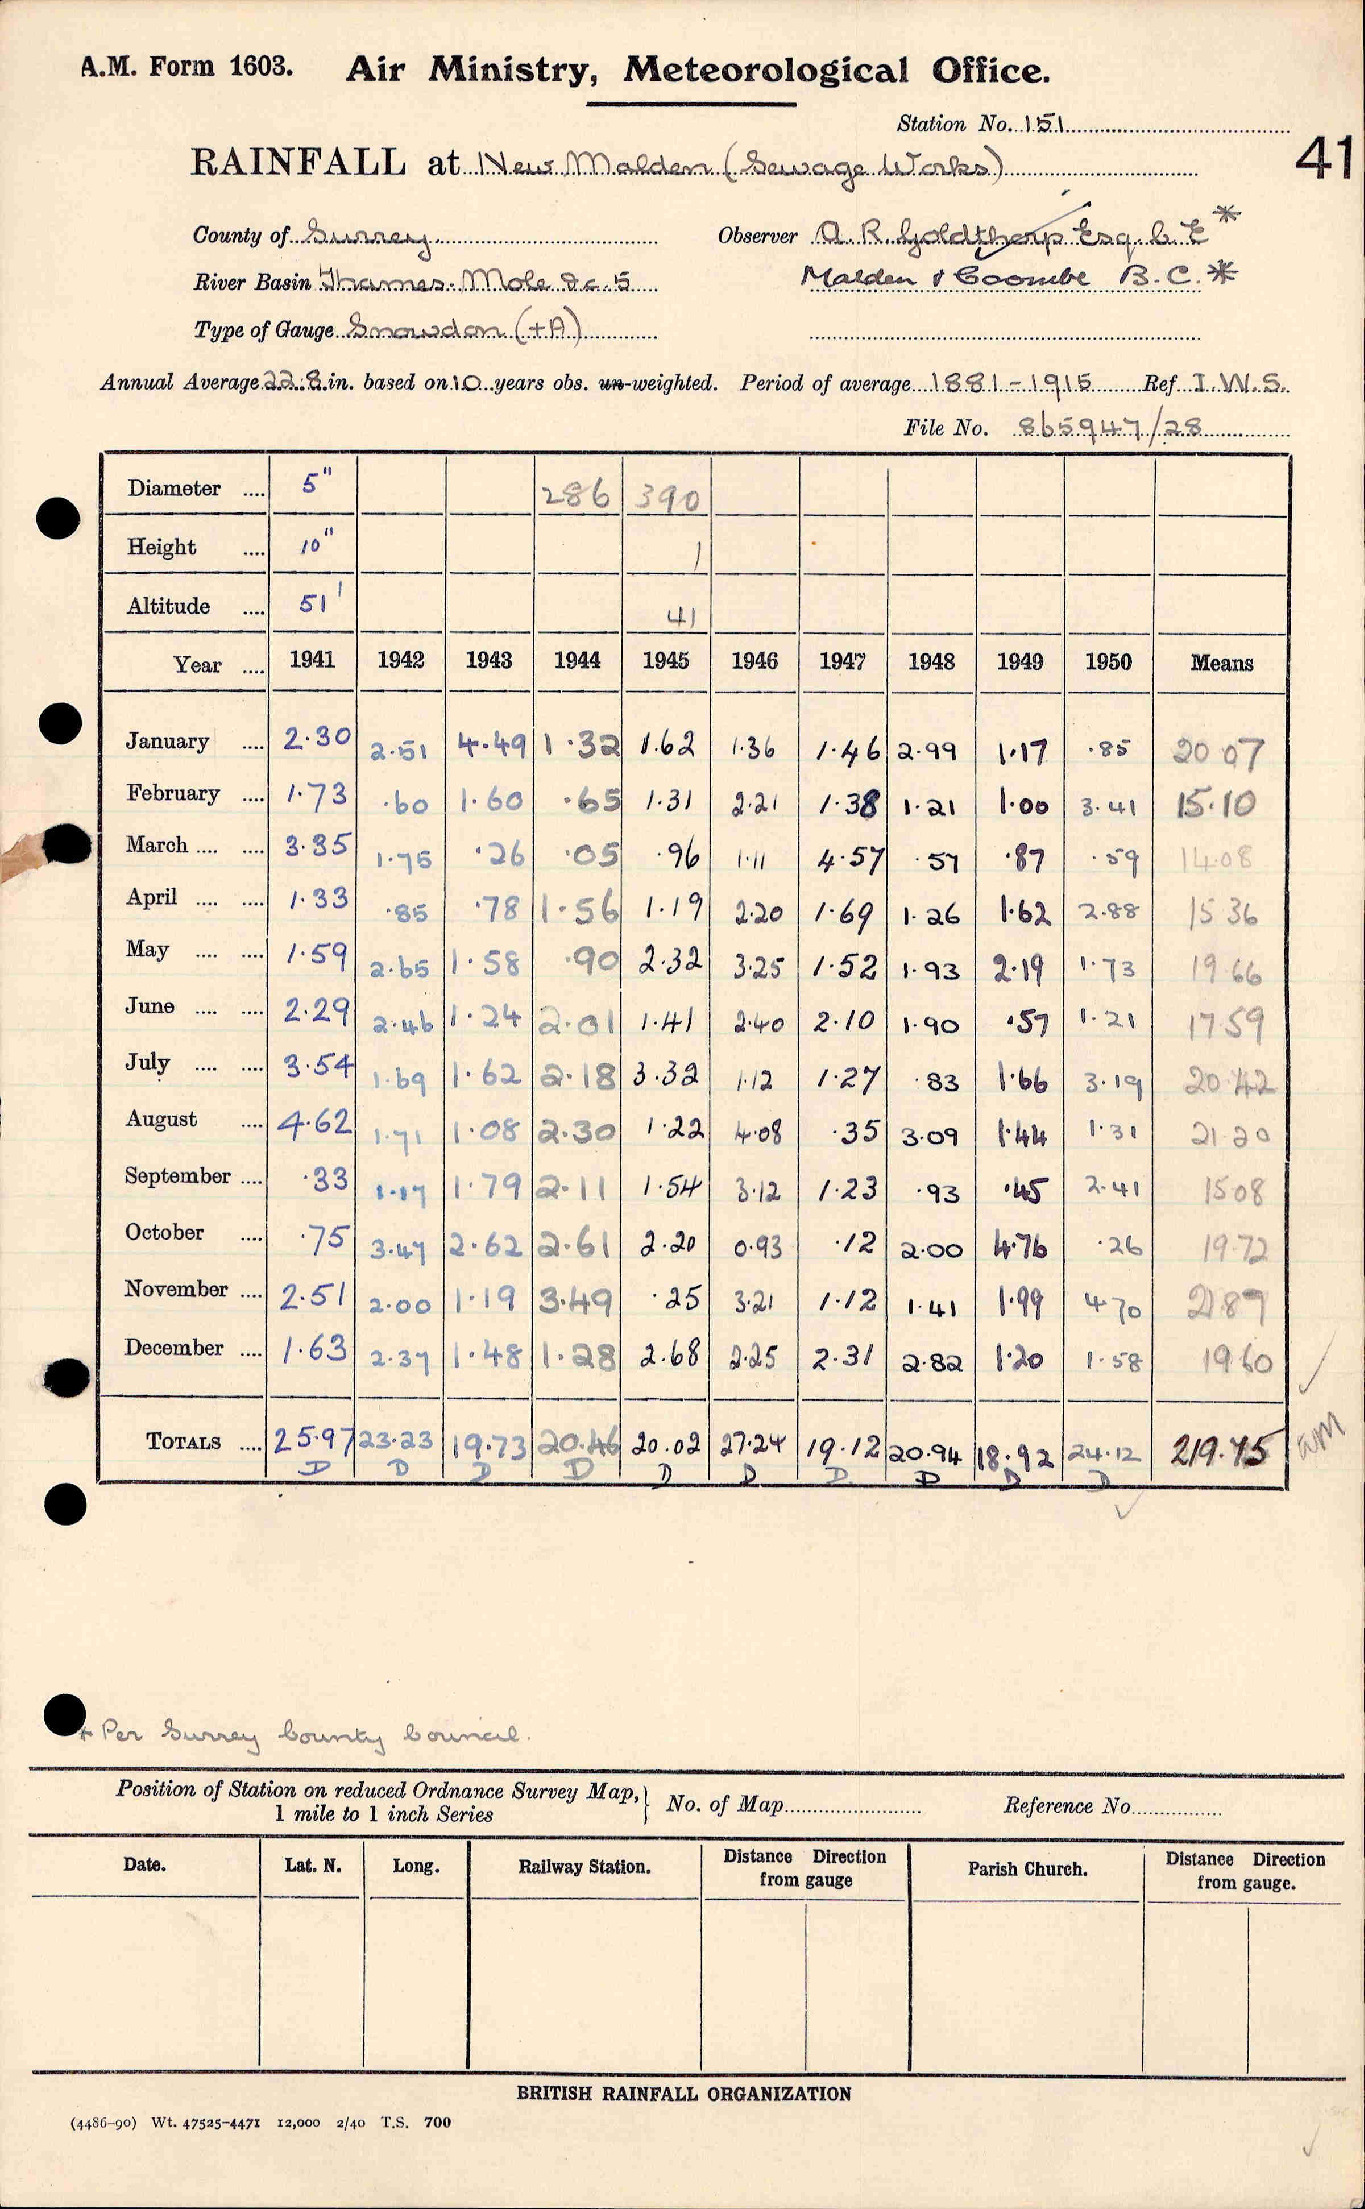 A.M. Form 1603. Air Ministry, Meteorological Office.
Station No. 151
41
RAINFALL at New Malden (Sewage Works)
County of Surrey Observer A. R. Goldthorp Esq. C. E *
River Basin Thames. Mole &c. 5 Malden & Coombe B.C. *
Type of Gauge Snowdon (+A)
Annual Average 22.8 in. based on 10 years obs. un-weighted. Period of average 1881-1915 Ref I.W.S.
File No. 865947/28
Diameter .... 5" 286 390
Height .... 10" 1
Altitude .... 51' 41
Year .... 1941 1942 1943 1944 1945 1946 1947 1948 1949 1950 Means
January .... 2.30 2.51 4.49 1.32 1.62 1.36 1.46 2.99 1.17 .85 20.07
February .... 1.73 .60 1.60 .65 1.31 2.21 1.38 1.21 1.00 3.41 15.10
March .... .... 3.35 1.75 .26 .05 .96 1.11 4.57 .57 .87 .59 14.08
April .... .... 1.33 .85 .78 1.56 1.19 2.20 1.69 1.26 1.62 2.88 15.36
May .... .... 1.59 2.65 1.58 .90 2.32 3.25 1.52 1.93 2.19 1.73 19.66
June .... .... 2.29 2.46 1.24 2.01 1.41 2.40 2.10 1.90 .57 1.21 17.59
July .... .... 3.54 1.69 1.62 2.18 3.32 1.12 1.27 .83 1.66 3.19 20.42
August .... 4.62 1.71 1.08 2.30 1.22 4.08 .35 3.09 1.44 1.31 21.20
September .... .33 1.17 1.79 2.11 1.54 3.12 1.23 .93 .45 2.41 15.08
October .... .75 3.47 2.62 2.61 2.20 0.93 .12 2.00 4.76 .26 19.72
November .... 2.51 2.00 1.19 3.49 .25 3.21 1.12 1.41 1.99 4.70 21.87
December .... 1.63 2.37 1.48 1.28 2.68 2.25 2.31 2.82 1.20 1.58 19.60
TOTALS .... 25.97 23.23 19.73 20.46 20.02 27.24 19.12 20.94 18.92 24.12 219.75
D D D D D D D D D D
* Per Surrey County Council.
Position of Station on reduced Ordnance Survey Map, } No. of Map Reference No
1 mile to 1 inch Series
Date. Lat. N. Long. Railway Station. Distance Direction from gauge Parish Church. Distance Direction from gauge.
BRITISH RAINFALL ORGANIZATION
(4486-90) Wt. 47525-4471 12,000 2/40 T.S. 700